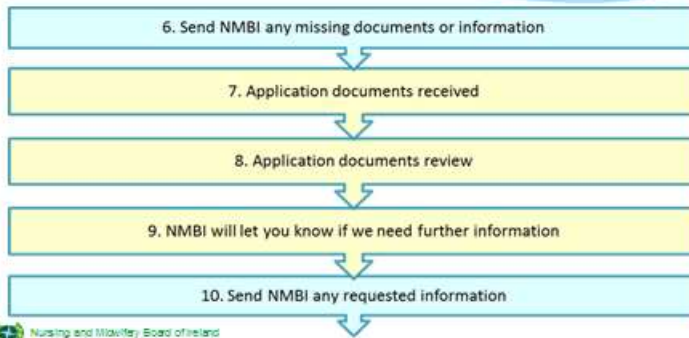 6. Send NMBI any missing documents or information
7. Application documents received
8. Application documents review
9. NMBI will let you know if we need further information
10. Send NMBI any requested information
Nursing and Midwifery Board of Ireland